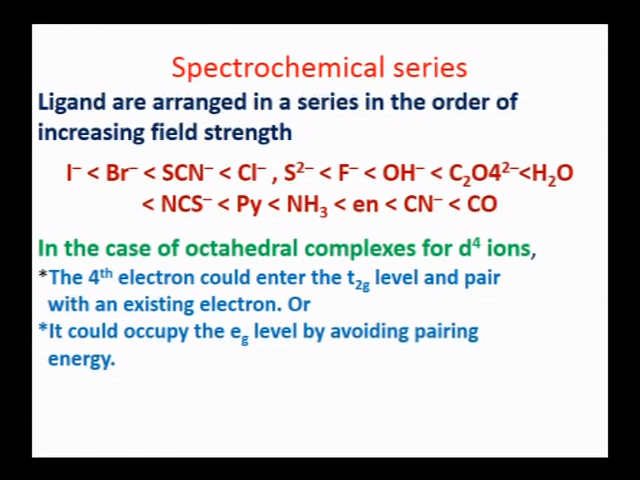 Spectrochemical series
Ligand are arranged in a series in the order of
increasing field strength
I⁻ < Br⁻ < SCN⁻ < Cl⁻ , S²⁻ < F⁻ < OH⁻ < C₂O4²⁻<H₂O
< NCS⁻ < Py < NH₃ < en < CN⁻ < CO
In the case of octahedral complexes for d⁴ ions,
*The 4ᵗʰ electron could enter the t₂g level and pair
with an existing electron. Or
*It could occupy the eg level by avoiding pairing
energy.